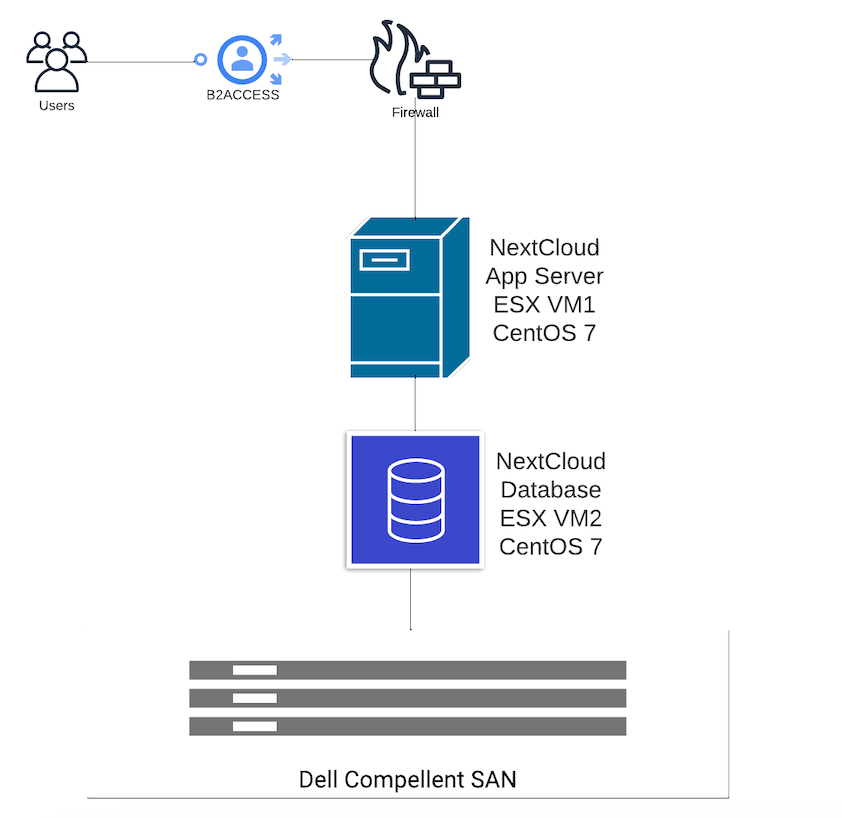 Users
B2ACCESS
Firewall
NextCloud
App Server
ESX VM1
CentOS 7
NextCloud
Database
ESX VM2
CentOS 7
Dell Compellent SAN